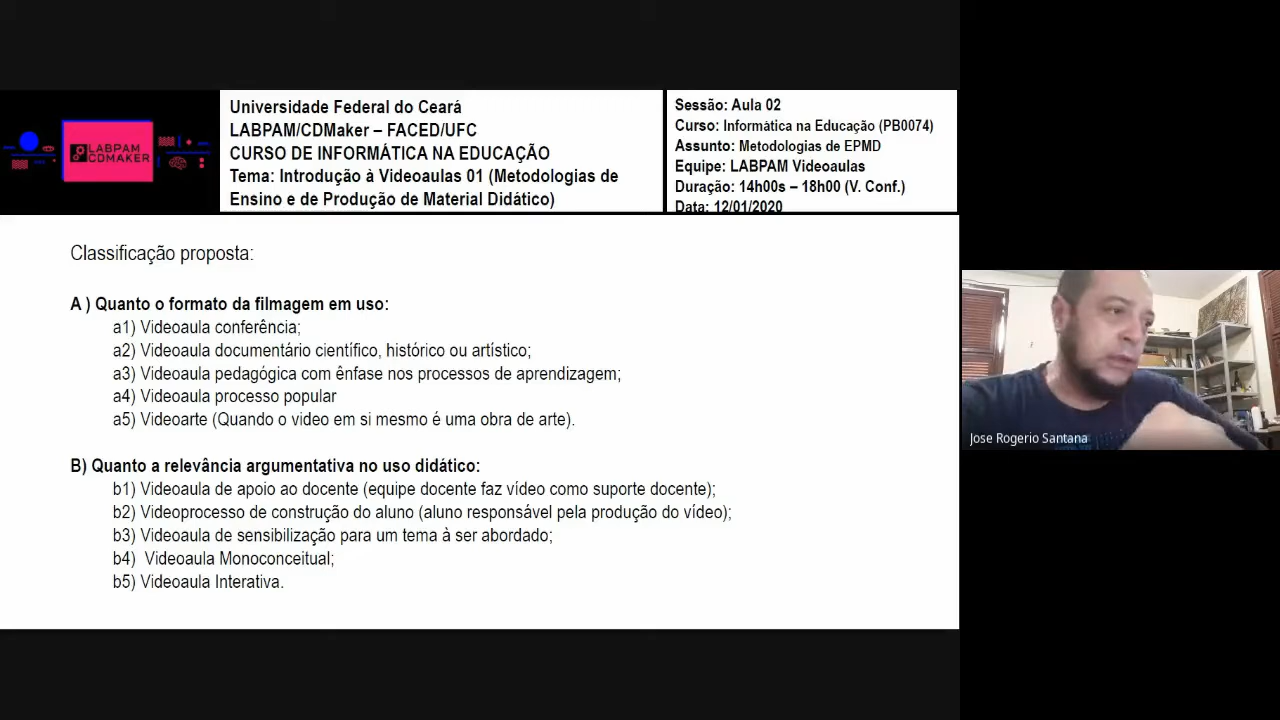 LABPAM
CDMAKER
Universidade Federal do Ceará
LABPAM/CDMaker – FACED/UFC
CURSO DE INFORMÁTICA NA EDUCAÇÃO
Tema: Introdução à Videoaulas 01 (Metodologias de
Ensino e de Produção de Material Didático)
Sessão: Aula 02
Curso: Informática na Educação (PB0074)
Assunto: Metodologias de EPMD
Equipe: LABPAM Videoaulas
Duração: 14h00s – 18h00 (V. Conf.)
Data: 12/01/2020
Classificação proposta:
A ) Quanto o formato da filmagem em uso:
a1) Videoaula conferência;
a2) Videoaula documentário científico, histórico ou artístico;
a3) Videoaula pedagógica com ênfase nos processos de aprendizagem;
a4) Videoaula processo popular
a5) Videoarte (Quando o video em si mesmo é uma obra de arte).
B) Quanto a relevância argumentativa no uso didático:
b1) Videoaula de apoio ao docente (equipe docente faz vídeo como suporte docente);
b2) Videoprocesso de construção do aluno (aluno responsável pela produção do vídeo);
b3) Videoaula de sensibilização para um tema à ser abordado;
b4) Videoaula Monoconceitual;
b5) Videoaula Interativa.
Jose Rogerio Santana